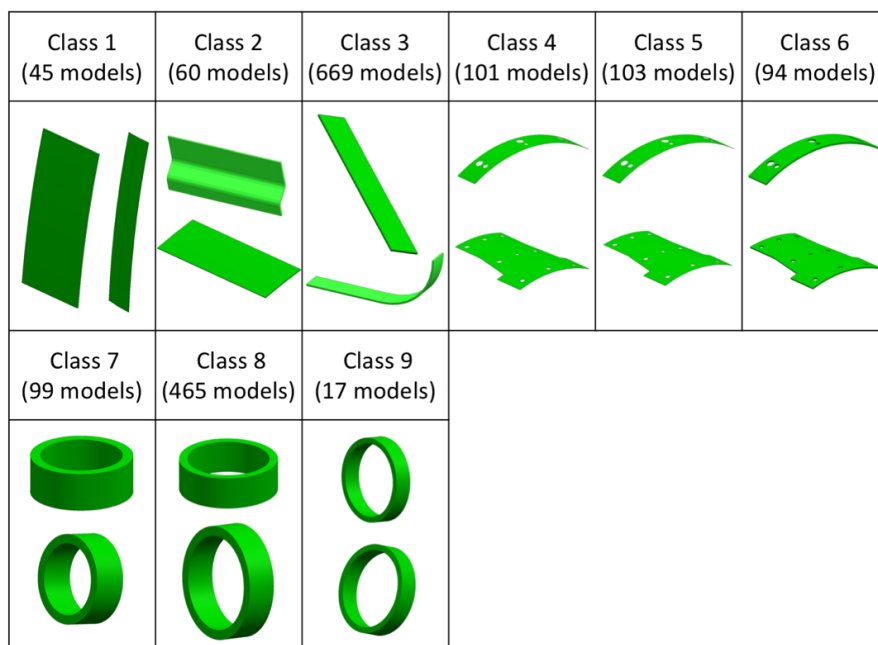 Class 1
(45 models)
Class 2
(60 models)
Class 3
(669 models)
Class 4
(101 models)
Class 5
(103 models)
Class 6
(94 models)
Class 7
(99 models)
Class 8
(465 models)
Class 9
(17 models)